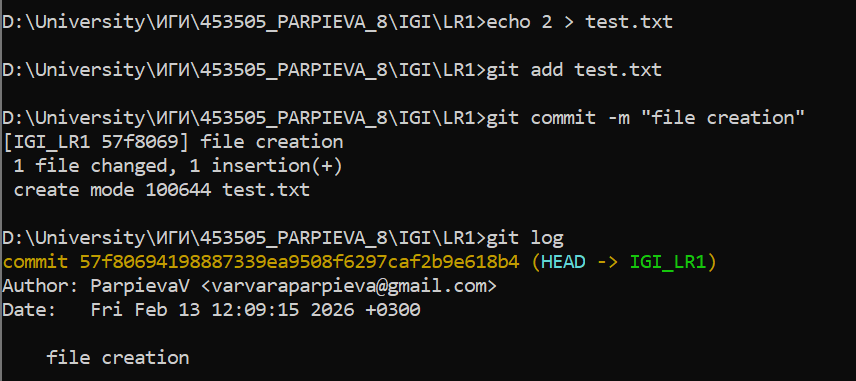 D:\University\ИГИ\453505_PARPIEVA_8\IGI\LR1>echo 2 > test.txt
D:\University\ИГИ\453505_PARPIEVA_8\IGI\LR1>git add test.txt
D:\University\ИГИ\453505_PARPIEVA_8\IGI\LR1>git commit -m "file creation"
[IGI_LR1 57f8069] file creation
 1 file changed, 1 insertion(+)
 create mode 100644 test.txt
D:\University\ИГИ\453505_PARPIEVA_8\IGI\LR1>git log
commit 57f80694198887339ea9508f6297caf2b9e618b4 (HEAD -> IGI_LR1)
Author: ParpievaV <varvaraparpieva@gmail.com>
Date:   Fri Feb 13 12:09:15 2026 +0300
    file creation